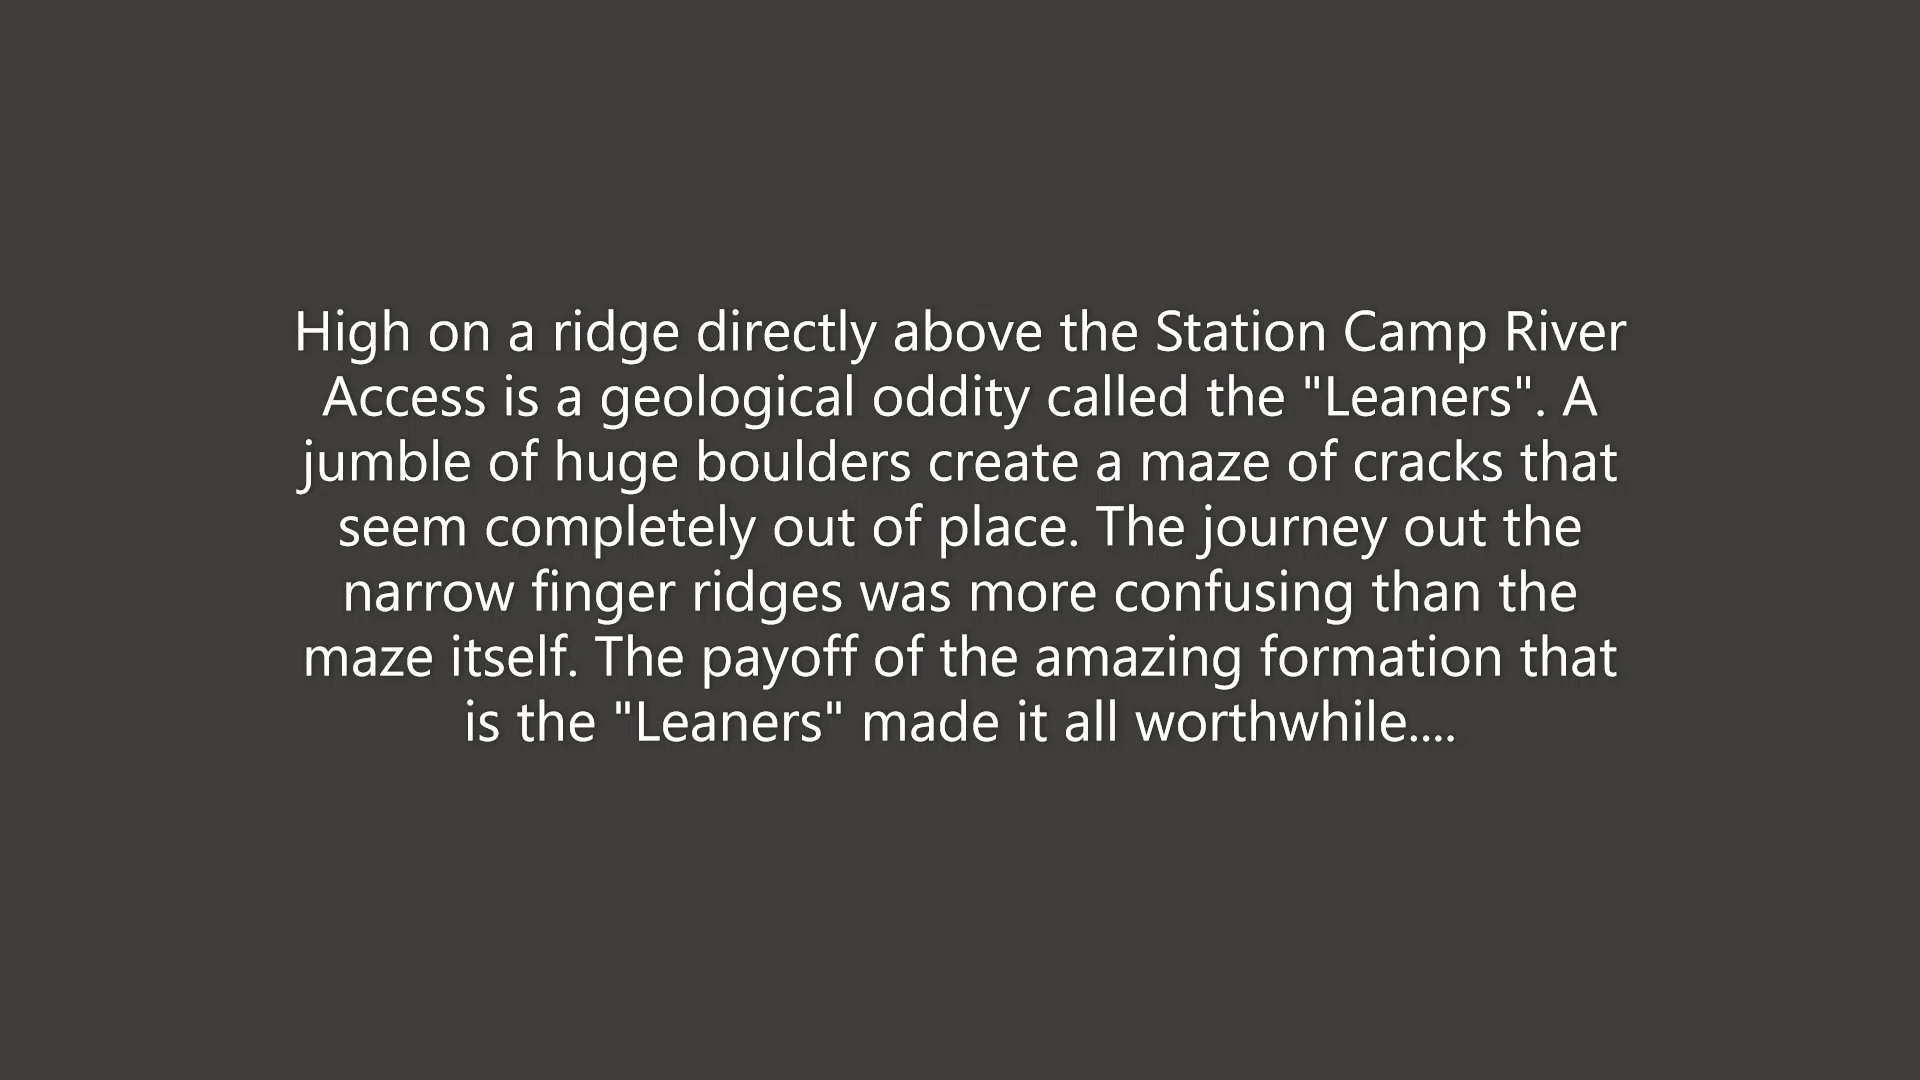 High on a ridge directly above the Station Camp River
Access is a geological oddity called the "Leaners". A
jumble of huge boulders create a maze of cracks that
seem completely out of place. The journey out the
narrow finger ridges was more confusing than the
maze itself. The payoff of the amazing formation that
is the "Leaners" made it all worthwhile....